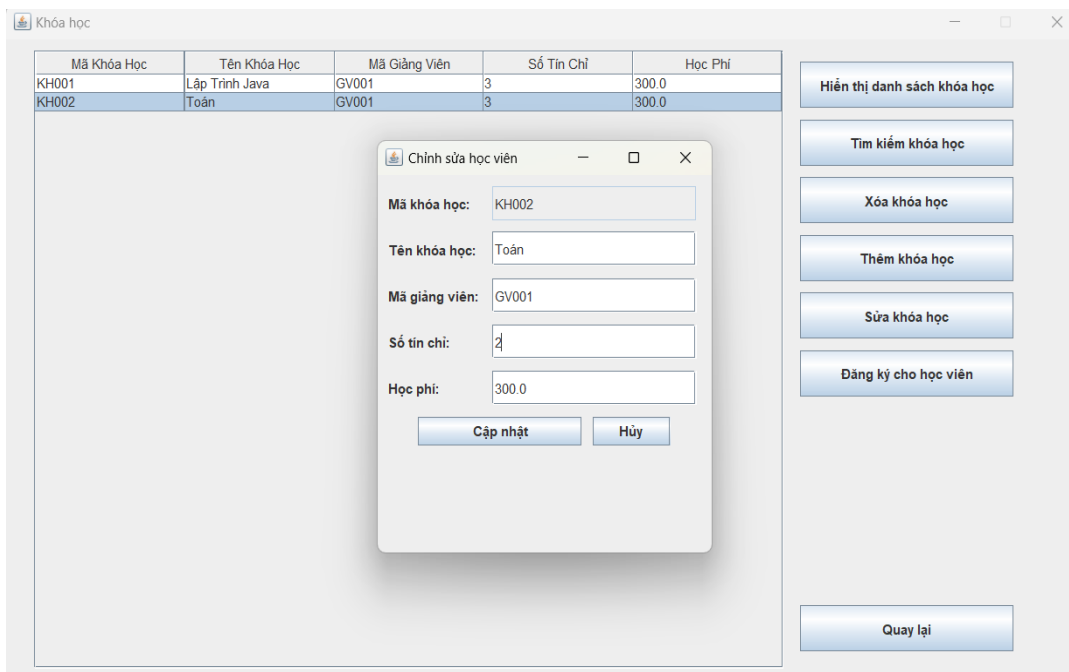 Khóa học
Mã Khóa Học Tên Khóa Học Mã Giảng Viên Số Tín Chỉ Học Phí
KH001 Lập Trình Java GV001 3 300.0
KH002 Toán GV001 3 300.0
Hiển thị danh sách khóa học
Tìm kiếm khóa học
Xóa khóa học
Thêm khóa học
Sửa khóa học
Đăng ký cho học viên
Quay lại
Chỉnh sửa học viên
Mã khóa học: KH002
Tên khóa học: Toán
Mã giảng viên: GV001
Số tín chỉ: 2
Học phí: 300.0
Cập nhật Hủy